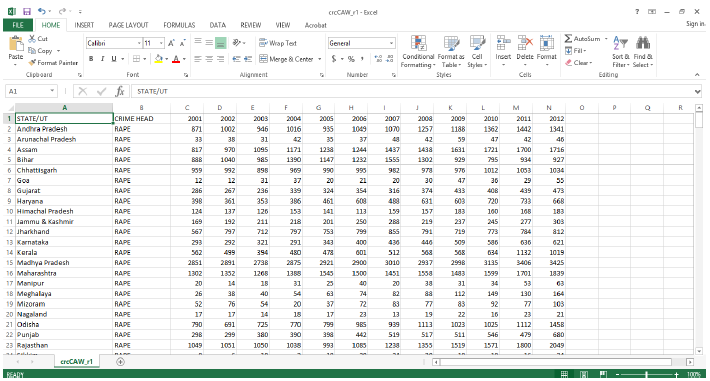 crcCAW_r1 - Excel
Sign in
FILE HOME INSERT PAGE LAYOUT FORMULAS DATA REVIEW VIEW Acrobat
Cut
Copy
Format Painter
Paste
Calibri 11
B I U
Wrap Text
Merge & Center
General
$ % ,
Conditional Formatting
Format as Table
Cell Styles
Insert Delete Format
AutoSum
Fill
Clear
Sort & Filter
Find & Select
Clipboard Font Alignment Number Styles Cells Editing
A1 fx STATE/UT
A B C D E F G H I J K L M N O P Q R
1 STATE/UT CRIME HEAD 2001 2002 2003 2004 2005 2006 2007 2008 2009 2010 2011 2012
2 Andhra Pradesh RAPE 871 1002 946 1016 935 1049 1070 1257 1188 1362 1442 1341
3 Arunachal Pradesh RAPE 33 38 31 42 35 37 48 42 59 47 42 46
4 Assam RAPE 817 970 1095 1171 1238 1244 1437 1438 1631 1721 1700 1716
5 Bihar RAPE 888 1040 985 1390 1147 1232 1555 1302 929 795 934 927
6 Chhattisgarh RAPE 959 992 898 969 990 995 982 978 976 1012 1053 1034
7 Goa RAPE 12 12 31 37 20 21 20 30 47 36 29 55
8 Gujarat RAPE 286 267 236 339 324 354 316 374 433 408 439 473
9 Haryana RAPE 398 361 353 386 461 608 488 631 603 720 733 668
10 Himachal Pradesh RAPE 124 137 126 153 141 113 159 157 183 160 168 183
11 Jammu & Kashmir RAPE 169 192 211 218 201 250 288 219 237 245 277 303
12 Jharkhand RAPE 567 797 712 797 753 799 855 791 719 773 784 812
13 Karnataka RAPE 293 292 321 291 343 400 436 446 509 586 636 621
14 Kerala RAPE 562 499 394 480 478 601 512 568 568 634 1132 1019
15 Madhya Pradesh RAPE 2851 2891 2738 2875 2921 2900 3010 2937 2998 3135 3406 3425
16 Maharashtra RAPE 1302 1352 1268 1388 1545 1500 1451 1558 1483 1599 1701 1839
17 Manipur RAPE 20 14 18 31 25 40 20 38 31 34 53 63
18 Meghalaya RAPE 26 38 40 54 63 74 82 88 112 149 130 164
19 Mizoram RAPE 52 76 54 20 37 72 83 77 83 92 77 103
20 Nagaland RAPE 17 17 14 18 17 23 13 19 22 16 23 21
21 Odisha RAPE 790 691 725 770 799 985 939 1113 1023 1025 1112 1458
22 Punjab RAPE 298 299 380 390 398 442 519 517 511 546 479 680
23 Rajasthan RAPE 1049 1051 1050 1038 993 1085 1238 1355 1519 1571 1800 2049
crcCAW_r1
READY 100%